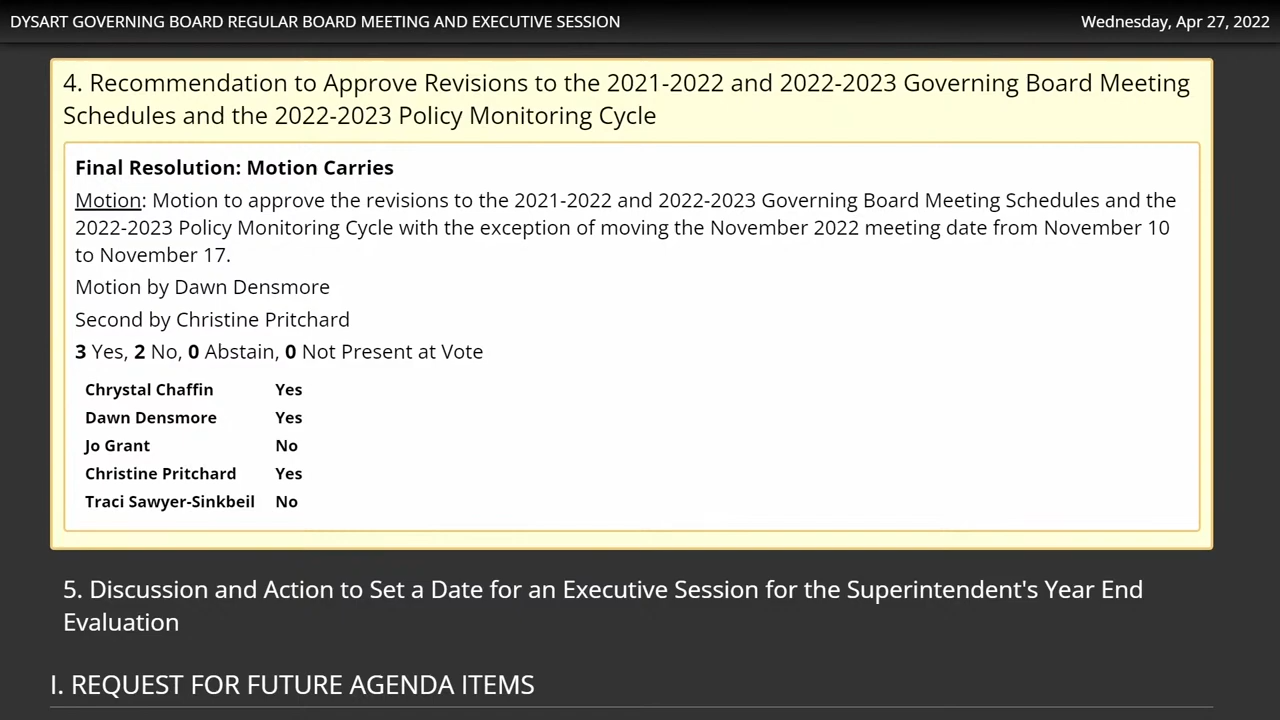 DYSART GOVERNING BOARD REGULAR BOARD MEETING AND EXECUTIVE SESSION
Wednesday, Apr 27, 2022
4. Recommendation to Approve Revisions to the 2021-2022 and 2022-2023 Governing Board Meeting
Schedules and the 2022-2023 Policy Monitoring Cycle
Final Resolution: Motion Carries
Motion: Motion to approve the revisions to the 2021-2022 and 2022-2023 Governing Board Meeting Schedules and the
2022-2023 Policy Monitoring Cycle with the exception of moving the November 2022 meeting date from November 10
to November 17.
Motion by Dawn Densmore
Second by Christine Pritchard
3 Yes, 2 No, 0 Abstain, 0 Not Present at Vote
Chrystal Chaffin Yes
Dawn Densmore Yes
Jo Grant No
Christine Pritchard Yes
Traci Sawyer-Sinkbeil No
5. Discussion and Action to Set a Date for an Executive Session for the Superintendent's Year End
Evaluation
I. REQUEST FOR FUTURE AGENDA ITEMS